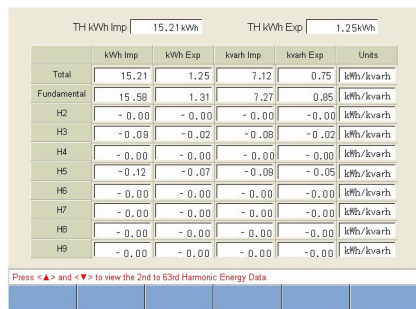 TH kWh Imp 15.21kWh TH kWh Exp 1.25kWh
kWh Imp kWh Exp kvarh Imp kvarh Exp Units
Total 15.21 1.25 7.12 0.75 kWh/kvarh
Fundamental 15.58 1.31 7.27 0.85 kWh/kvarh
H2 - 0.00 - 0.00 - 0.00 -0.00 kWh/kvarh
H3 - 0.09 - 0.02 - 0.08 - 0.02 kWh/kvarh
H4 - 0.00 - 0.00 - 0.00 -0.00 kWh/kvarh
H5 - 0.12 - 0.07 - 0.09 - 0.05 kWh/kvarh
H6 - 0.00 - 0.00 - 0.00 -0.00 kWh/kvarh
H7 - 0.00 - 0.00 - 0.00 -0.00 kWh/kvarh
H8 - 0.00 - 0.00 - 0.00 -0.00 kWh/kvarh
H9 - 0.00 - 0.00 - 0.00 -0.00 kWh/kvarh
Press <▲> and <▼> to view the 2nd to 63rd Harmonic Energy Data.